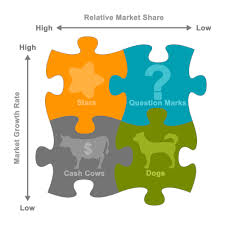 Relative Market Share
High
Low
High
Market Growth Rate
Low
Stars
?
Question Marks
$
Cash Cows
Dogs